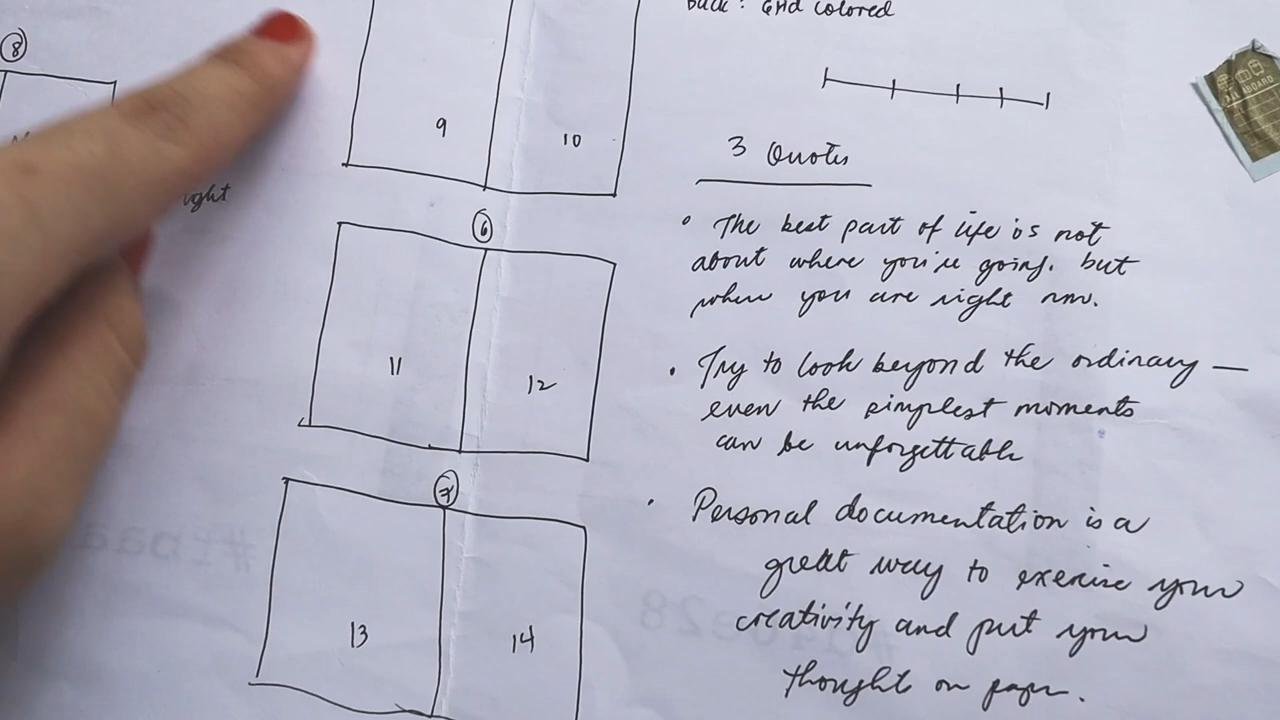 8
ught
9
10
6
11
12
7
13
14
Back: Grid colored
3 Quotes
• The best part of life is not
about where you're going. but
where you are right now.
• Try to look beyond the ordinary —
even the simplest moments
can be unforgettable
• Personal documentation is a
great way to exercise your
creativity and put your
thought on paper.
ABOARD